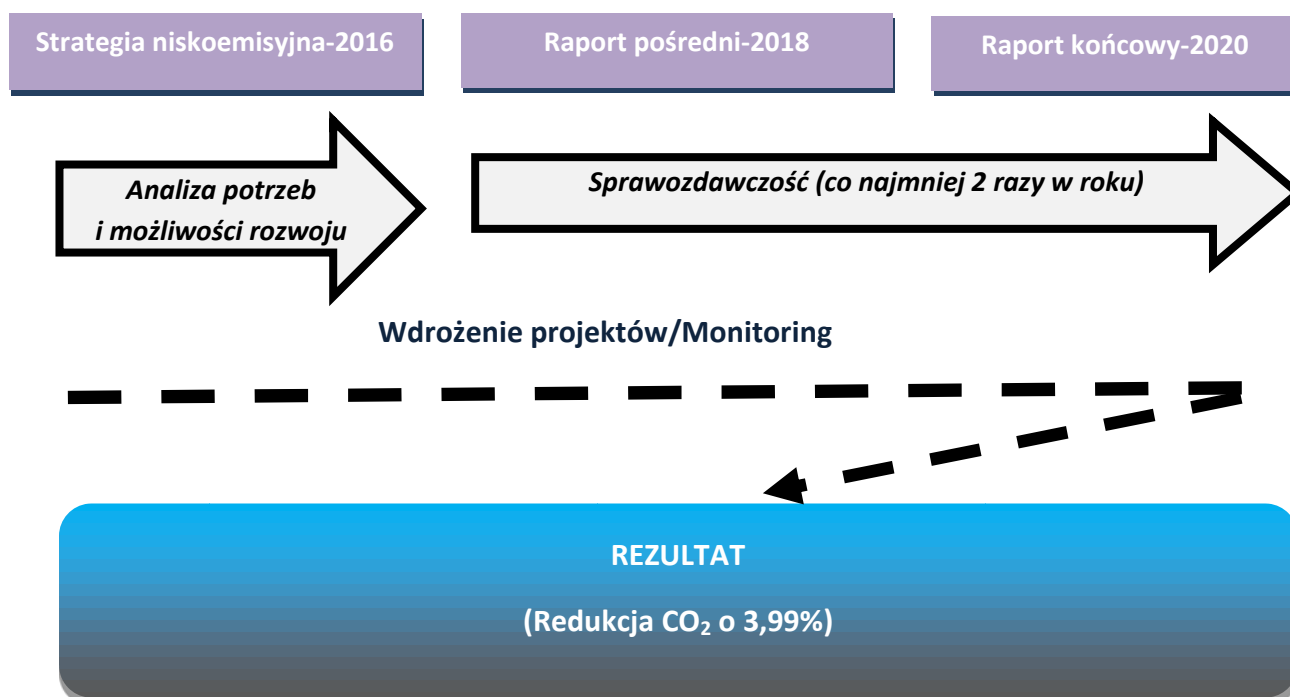 Strategia niskoemisyjna-2016
Raport pośredni-2018
Raport końcowy-2020
Analiza potrzeb
i możliwości rozwoju
Sprawozdawczość (co najmniej 2 razy w roku)
Wdrożenie projektów/Monitoring
REZULTAT
(Redukcja CO₂ o 3,99%)